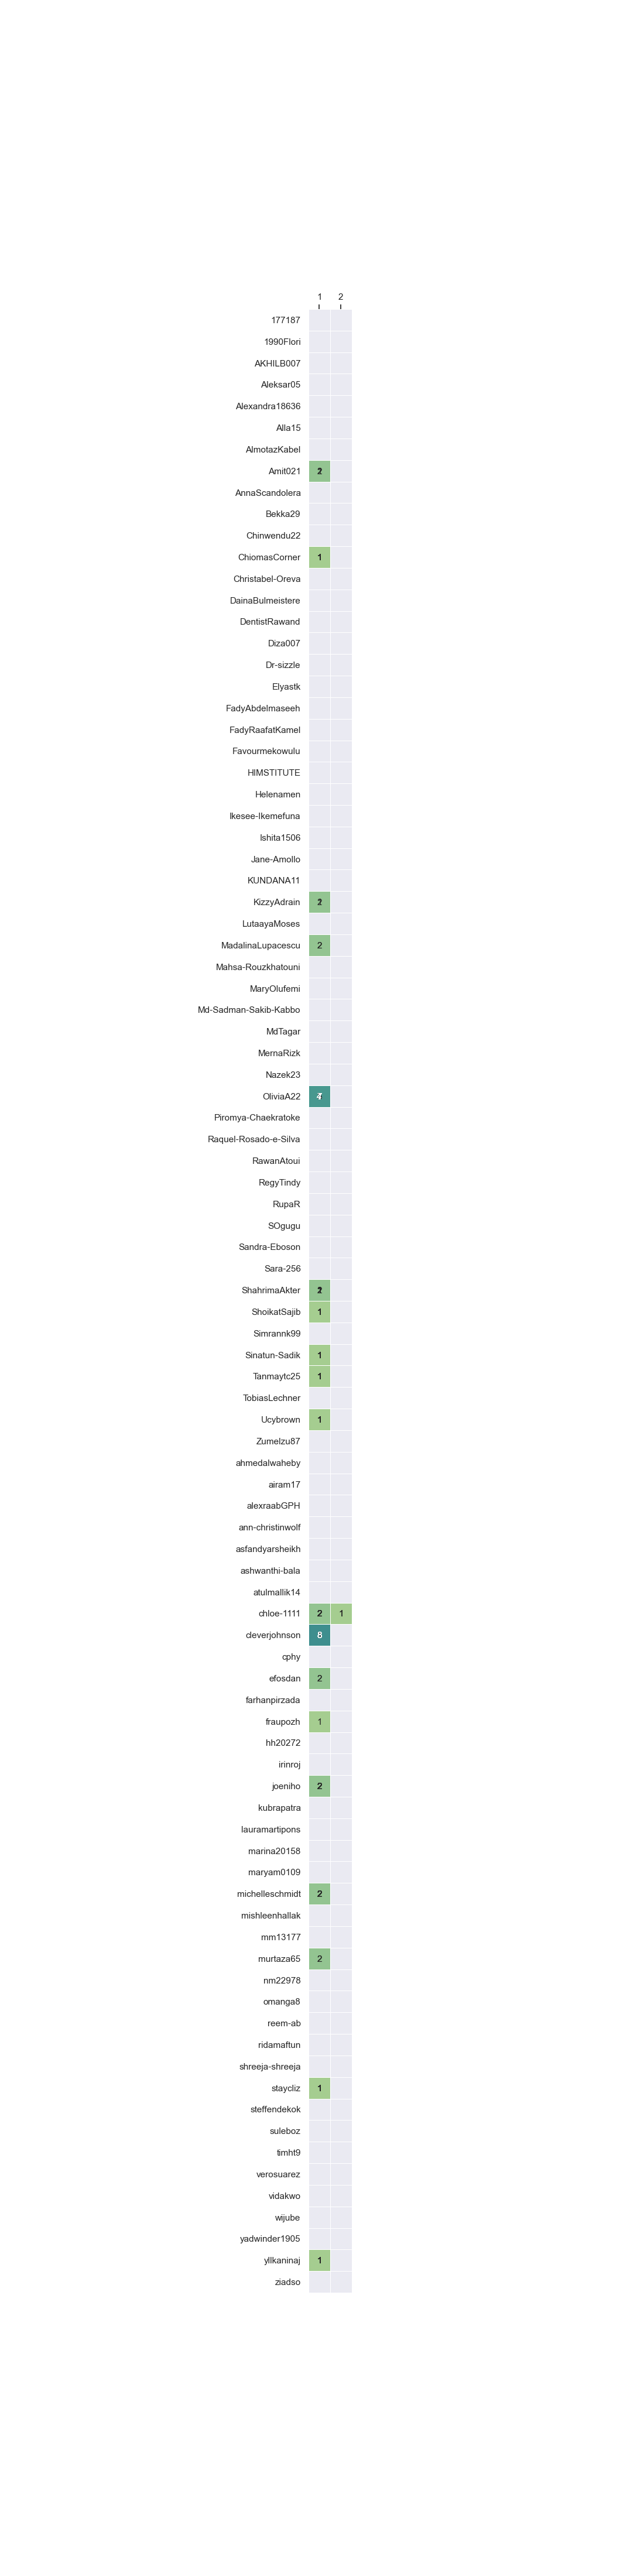 1 2
177187
1990Flori
AKHILB007
Aleksar05
Alexandra18636
Alla15
AlmotazKabel
Amit021
AnnaScandolera
Bekka29
Chinwendu22
ChiomasCorner 1
Christabel-Oreva
DainaBulmeistere
DentistRawand
Diza007
Dr-sizzle
Elyastk
FadyAbdelmaseeh
FadyRaafatKamel
Favourmekowulu
HIMSTITUTE
Helenamen
Ikesee-Ikemefuna
Ishita1506
Jane-Amollo
KUNDANA11
KizzyAdrain
LutaayaMoses
MadalinaLupacescu 2
Mahsa-Rouzkhatouni
MaryOlufemi
Md-Sadman-Sakib-Kabbo
MdTagar
MernaRizk
Nazek23
OliviaA22
Piromya-Chaekratoke
Raquel-Rosado-e-Silva
RawanAtoui
RegyTindy
RupaR
SOgugu
Sandra-Eboson
Sara-256
ShahrimaAkter
ShoikatSajib 1
Simrannk99
Sinatun-Sadik 1
Tanmaytc25 1
TobiasLechner
Ucybrown 1
Zumelzu87
ahmedalwaheby
airam17
alexraabGPH
ann-christinwolf
asfandyarsheikh
ashwanthi-bala
atulmallik14
chloe-1111 2 1
cleverjohnson 8
cphy
efosdan 2
farhanpirzada
fraupozh 1
hh20272
irinroj
joeniho 2
kubrapatra
lauramartipons
marina20158
maryam0109
michelleschmidt 2
mishleenhallak
mm13177
murtaza65 2
nm22978
omanga8
reem-ab
ridamaftun
shreeja-shreeja
staycliz 1
steffendekok
suleboz
timht9
verosuarez
vidakwo
wijube
yadwinder1905
yllkaninaj 1
ziadso